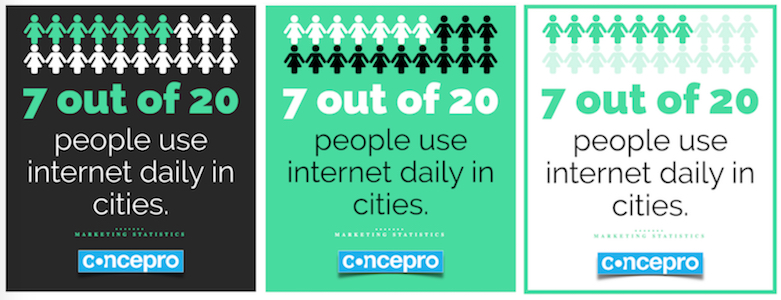 7 out of 20
people use
internet daily in
cities.
MARKETING STATISTICS
concepro
7 out of 20
people use
internet daily in
cities.
MARKETING STATISTICS
concepro
7 out of 20
people use
internet daily in
cities.
MARKETING STATISTICS
concepro